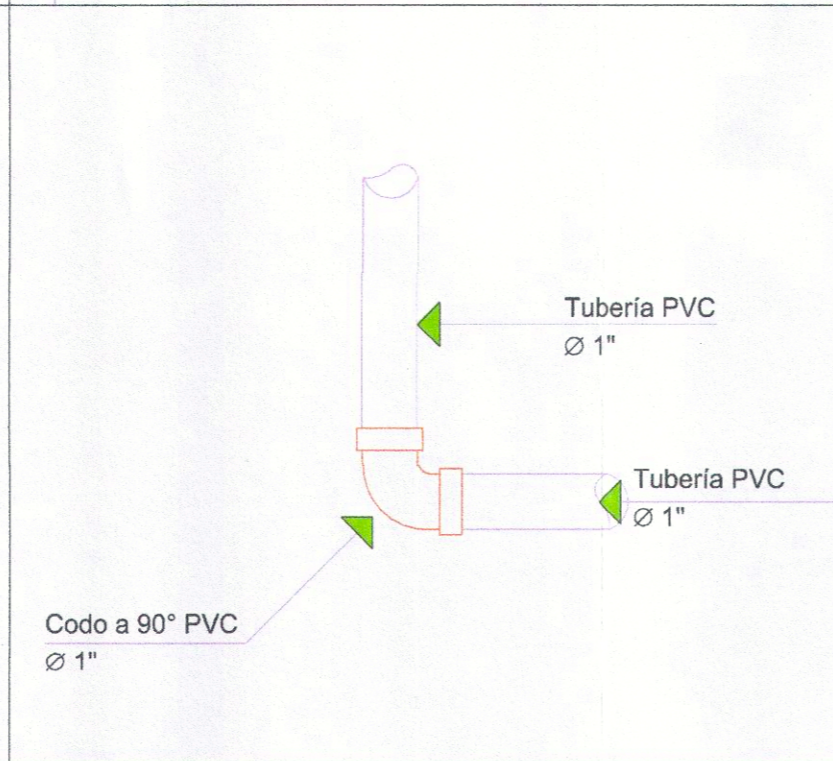 Tubería PVC
Ø 1"
Tubería PVC
Ø 1"
Codo a 90° PVC
Ø 1"